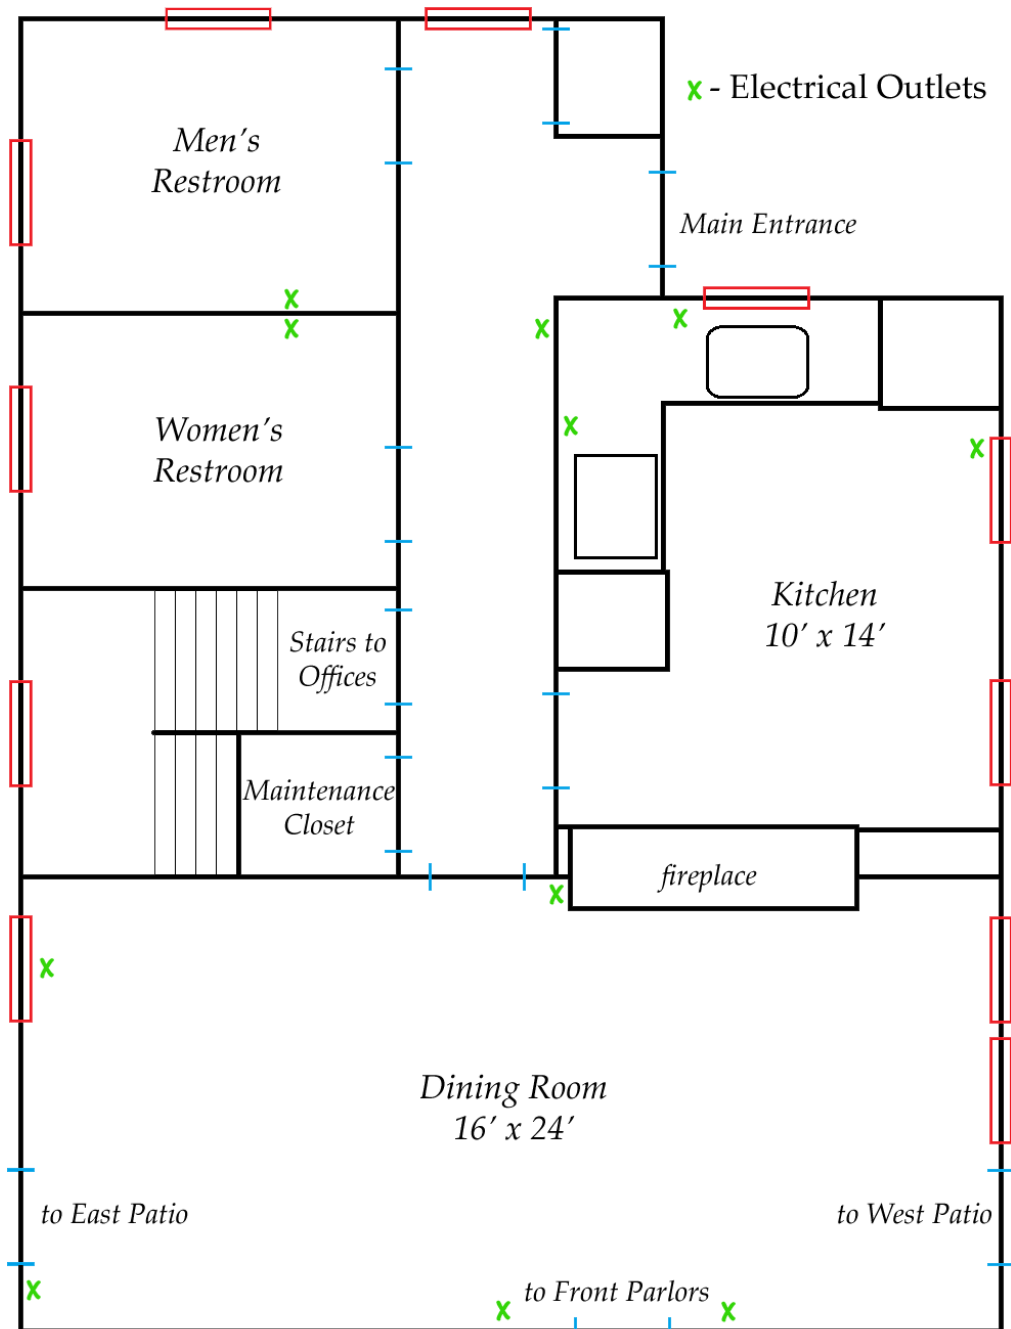 Men's
Restroom
x - Electrical Outlets
Main Entrance
Women's
Restroom
Kitchen
10' x 14'
Stairs to
Offices
Maintenance
Closet
fireplace
Dining Room
16' x 24'
to East Patio
to West Patio
to Front Parlors